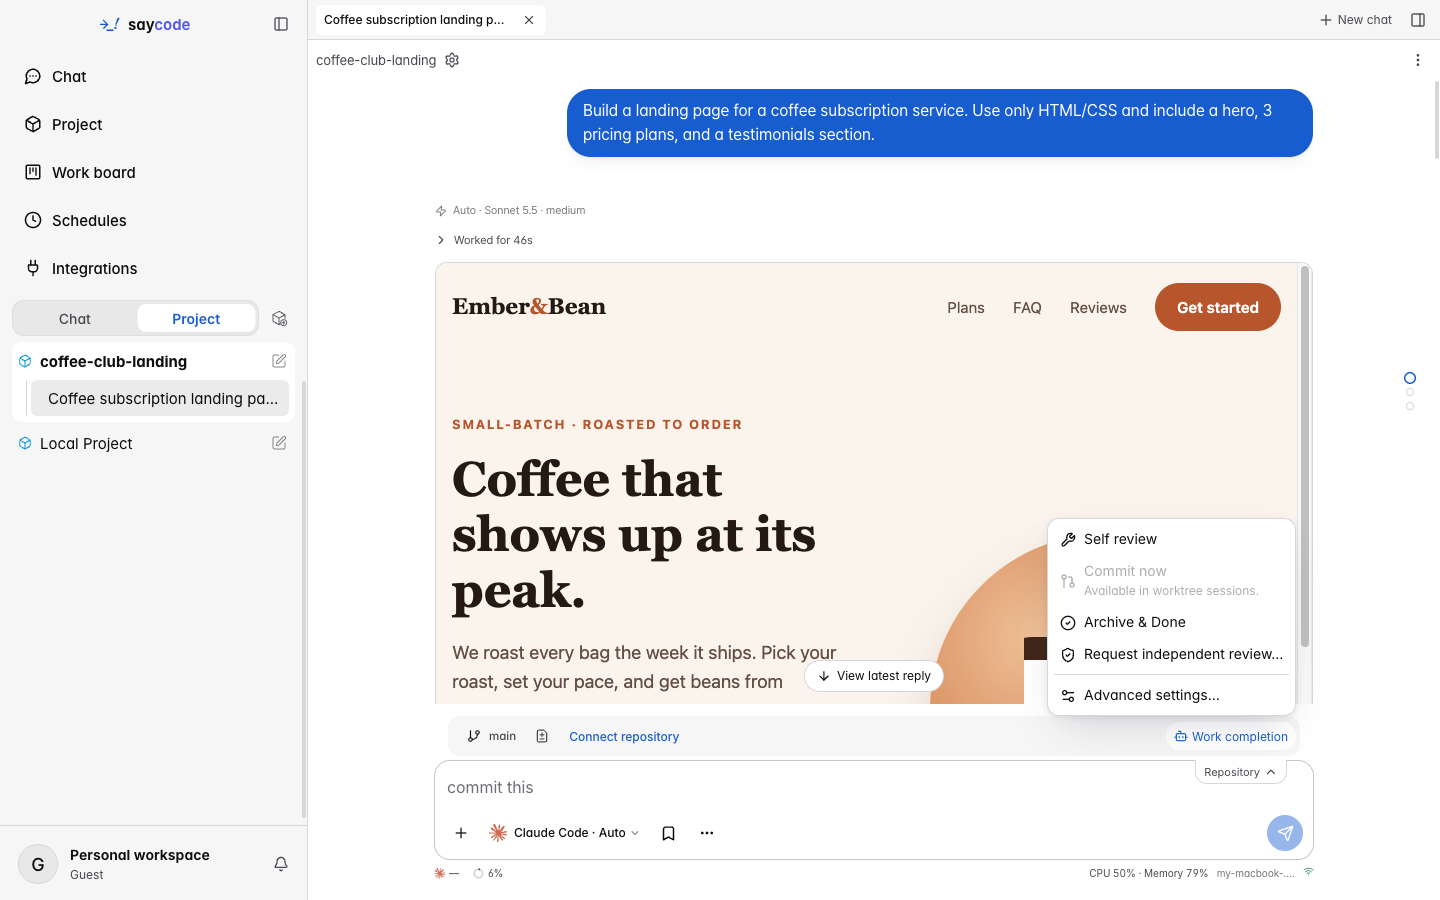 saycode
Coffee subscription landing p...
New chat
Chat
Project
Work board
Schedules
Integrations
Chat
Project
coffee-club-landing
Coffee subscription landing pa...
Local Project
Personal workspace
Guest
G
coffee-club-landing
Build a landing page for a coffee subscription service. Use only HTML/CSS and include a hero, 3
pricing plans, and a testimonials section.
Auto · Sonnet 5.5 · medium
Worked for 46s
Ember&Bean
Plans
FAQ
Reviews
Get started
SMALL-BATCH · ROASTED TO ORDER
Coffee that
shows up at its
peak.
We roast every bag the week it ships. Pick your
roast, set your pace, and get beans from
View latest reply
Self review
Commit now
Available in worktree sessions.
Archive & Done
Request independent review...
Advanced settings...
main
Connect repository
Work completion
Repository
commit this
Claude Code · Auto
—
6%
CPU 50% · Memory 79%
my-macbook-....